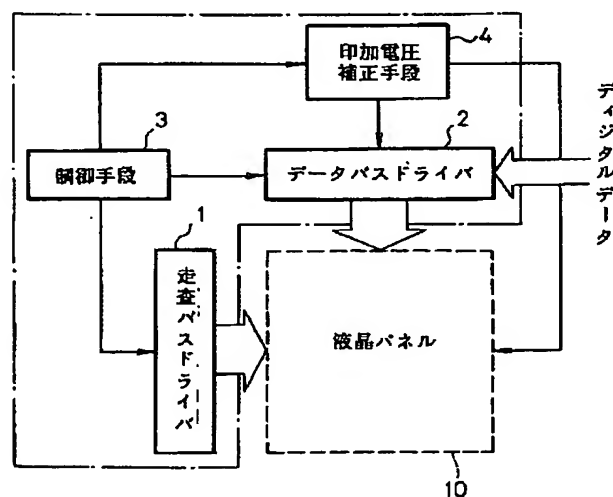 4
印加電圧
補正手段
ディジタルデータ
3
2
制御手段
データバスドライバ
1
走査バスドライバ
液晶パネル
10